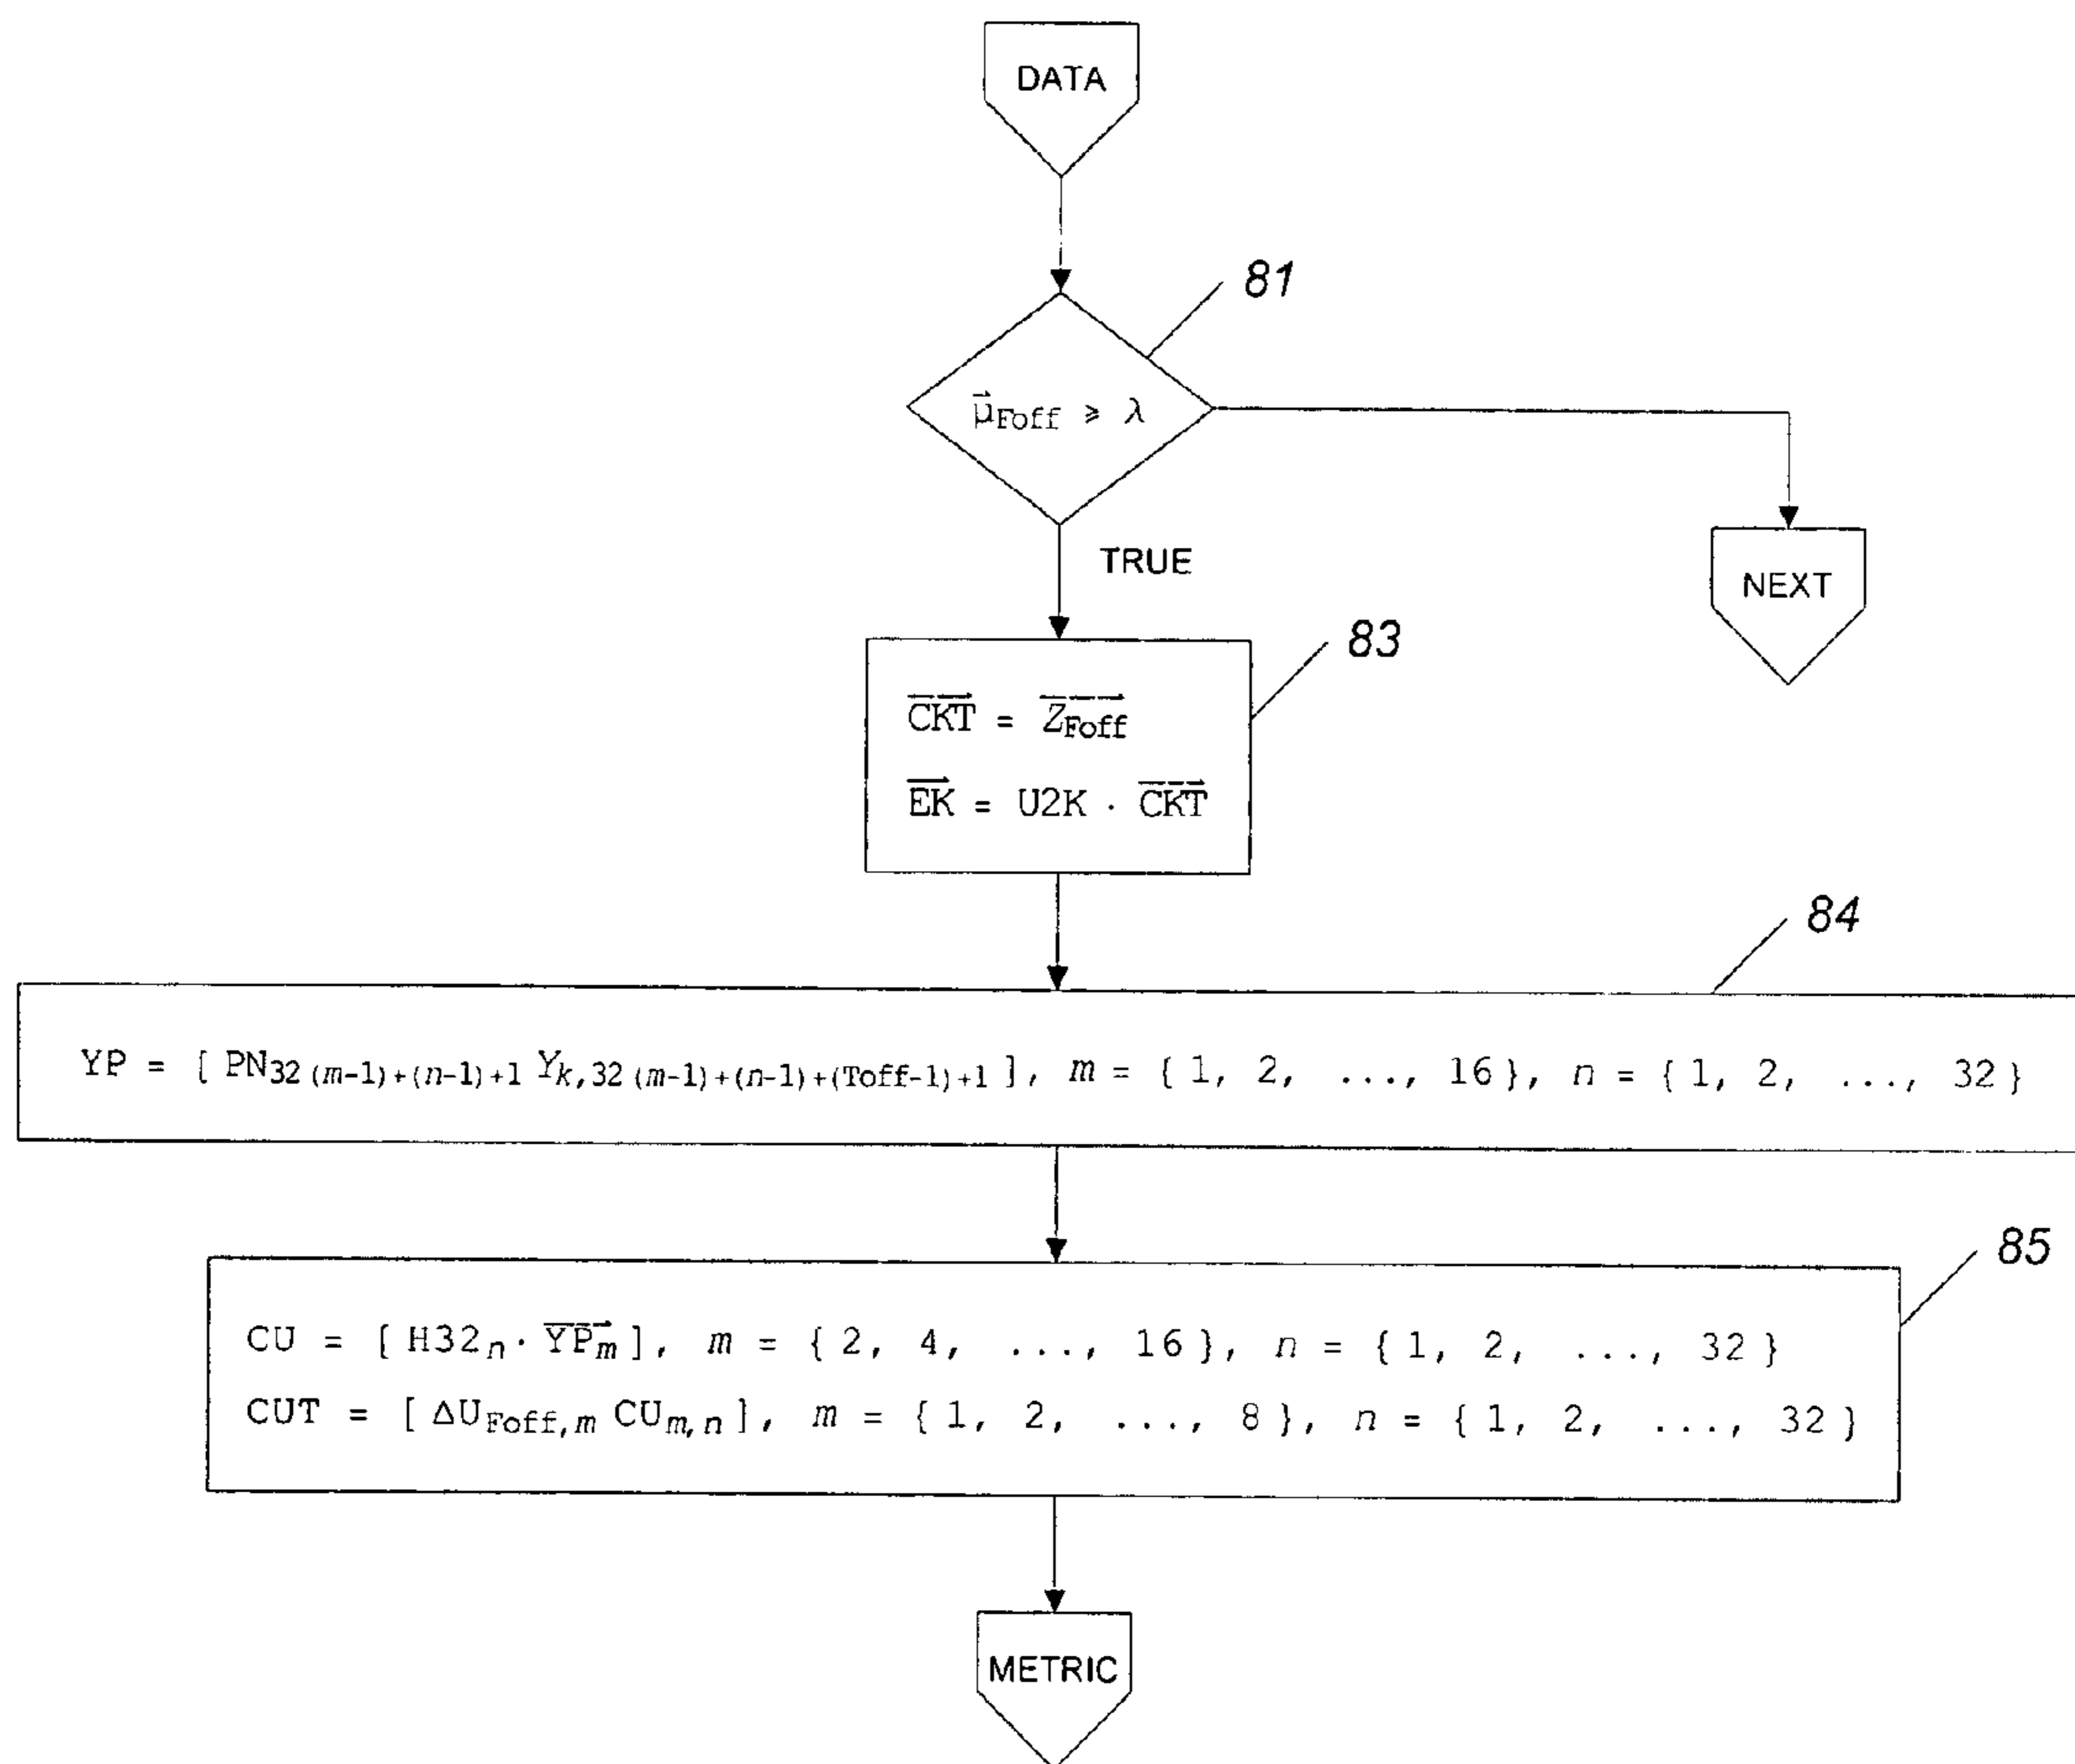 DATA
81
μ⃗Foff ⩾ λ
TRUE
NEXT
83
CKT = ZFoff
EK = U2K · CKT
84
YP = [ PN32 (m-1)+(n-1)+1 Yk,32 (m-1)+(n-1)+(Toff-1)+1 ], m = { 1, 2, ..., 16 }, n = { 1, 2, ..., 32 }
85
CU = [ H32n · YPm ], m = { 2, 4, ..., 16 }, n = { 1, 2, ..., 32 }
CUT = [ ΔUFoff,m CUm,n ], m = { 1, 2, ..., 8 }, n = { 1, 2, ..., 32 }
METRIC